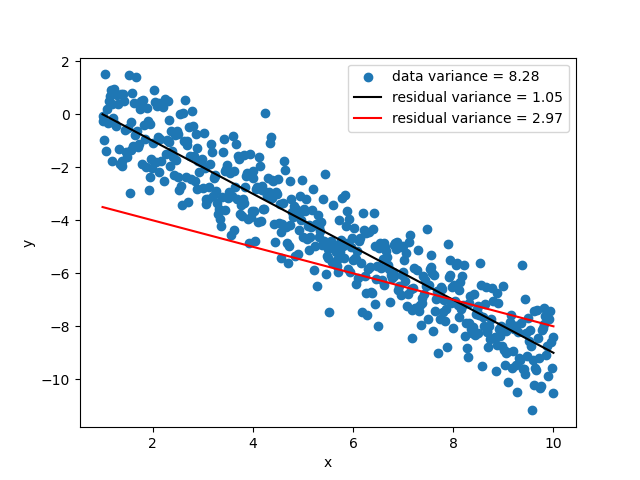 data variance = 8.28
residual variance = 1.05
residual variance = 2.97
2
0
−2
−4
−6
−8
−10
y
2 4 6 8 10
x